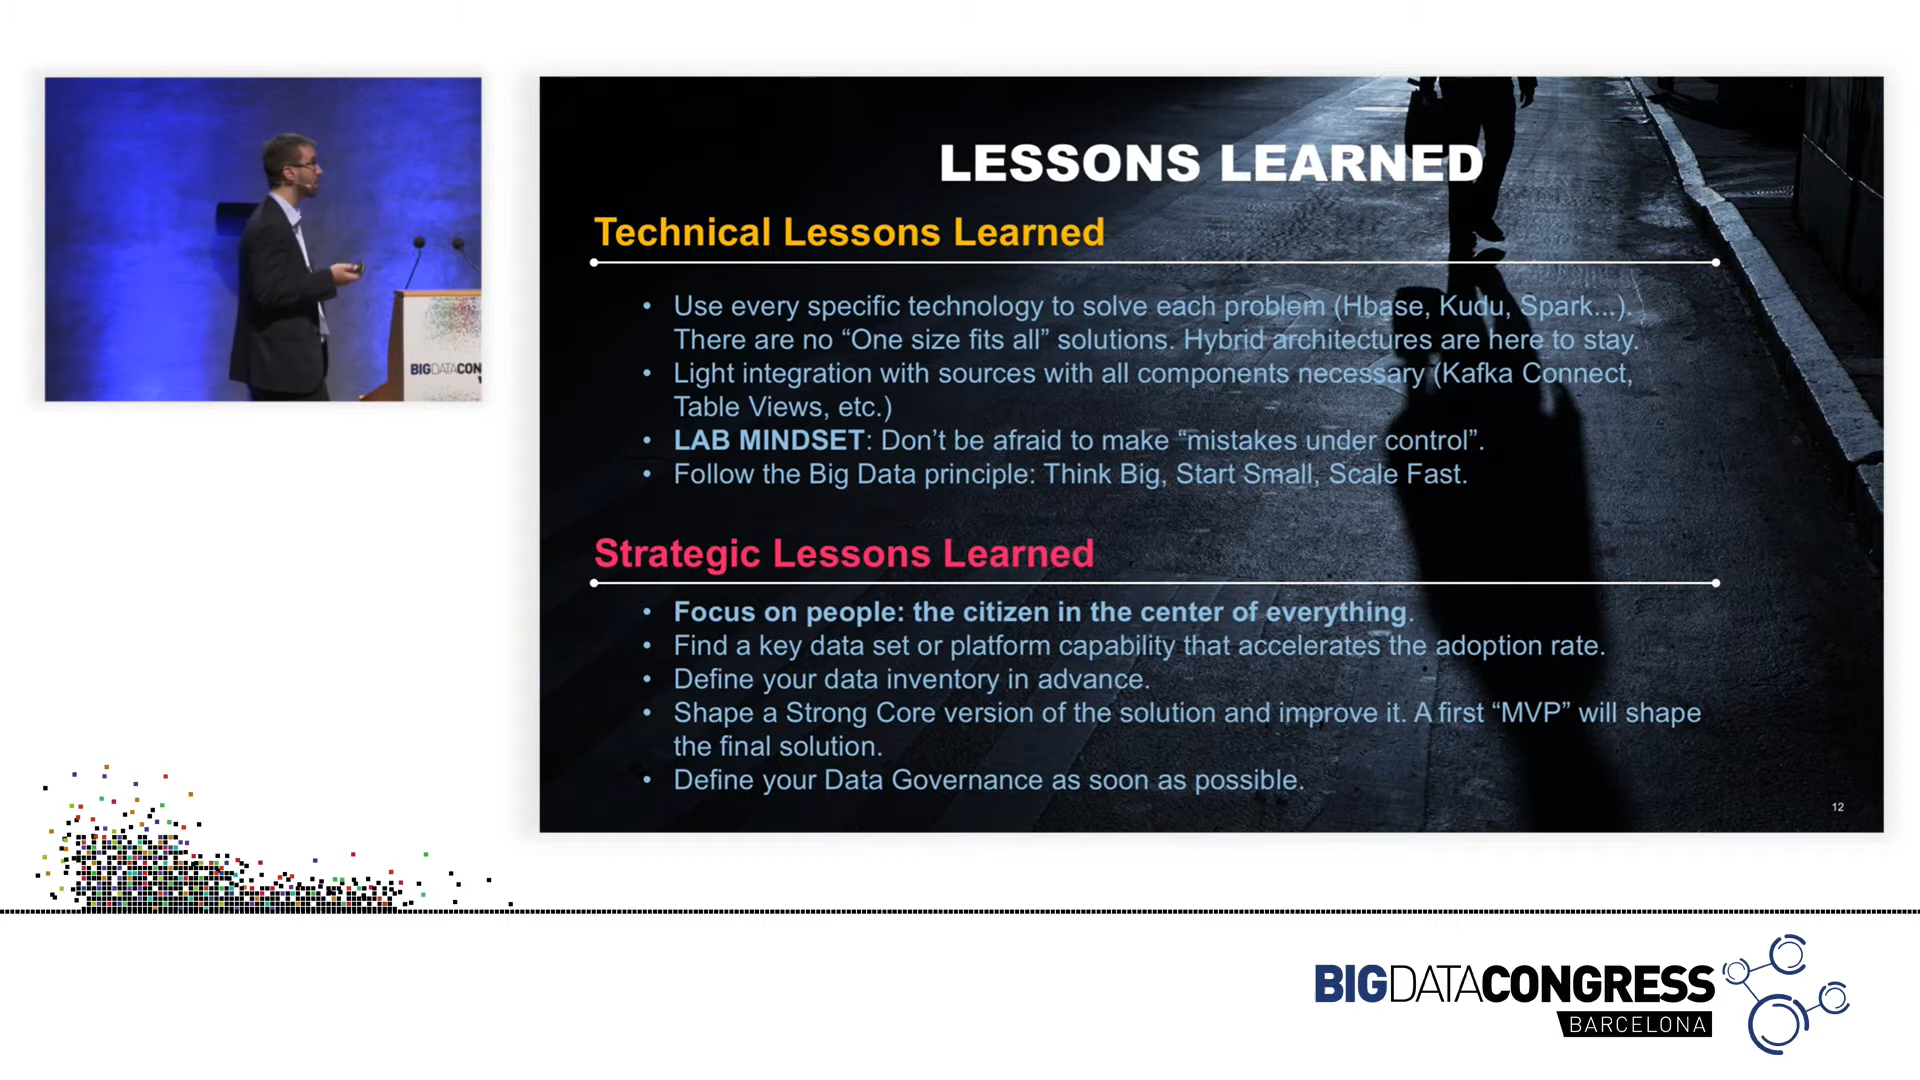 LESSONS LEARNED
Technical Lessons Learned
• Use every specific technology to solve each problem (Hbase, Kudu, Spark...).
There are no “One size fits all” solutions. Hybrid architectures are here to stay.
• Light integration with sources with all components necessary (Kafka Connect,
Table Views, etc.)
• LAB MINDSET: Don’t be afraid to make “mistakes under control”.
• Follow the Big Data principle: Think Big, Start Small, Scale Fast.
Strategic Lessons Learned
• Focus on people: the citizen in the center of everything.
• Find a key data set or platform capability that accelerates the adoption rate.
• Define your data inventory in advance.
• Shape a Strong Core version of the solution and improve it. A first “MVP” will shape
the final solution.
• Define your Data Governance as soon as possible.
12
BIGDATACON
BIGDATACONGRESS
BARCELONA